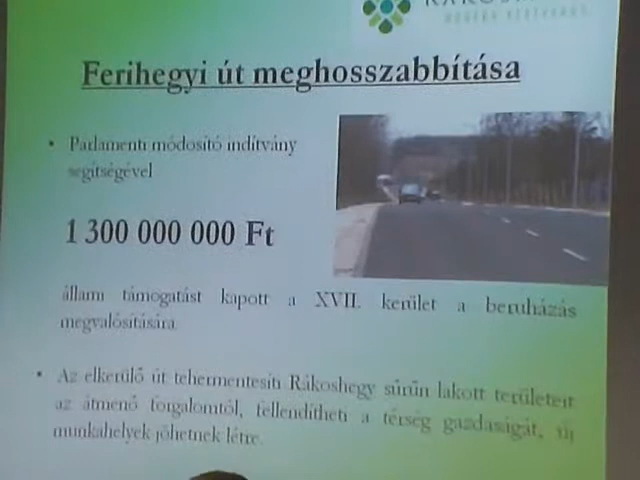 Ferihegyi út meghosszabbítása
• Parlamenti módosító indítvány
segítségével
1 300 000 000 Ft
állami támogatást kapott a XVII. kerület a beruházás
megvalósítására
• Az elkerülő út tehermentesíti Rákoshegy sűrűn lakott területeit
az átmenő forgalomtól, fellendítheti a térség gazdaságát, új
munkahelyek jöhetnek létre.